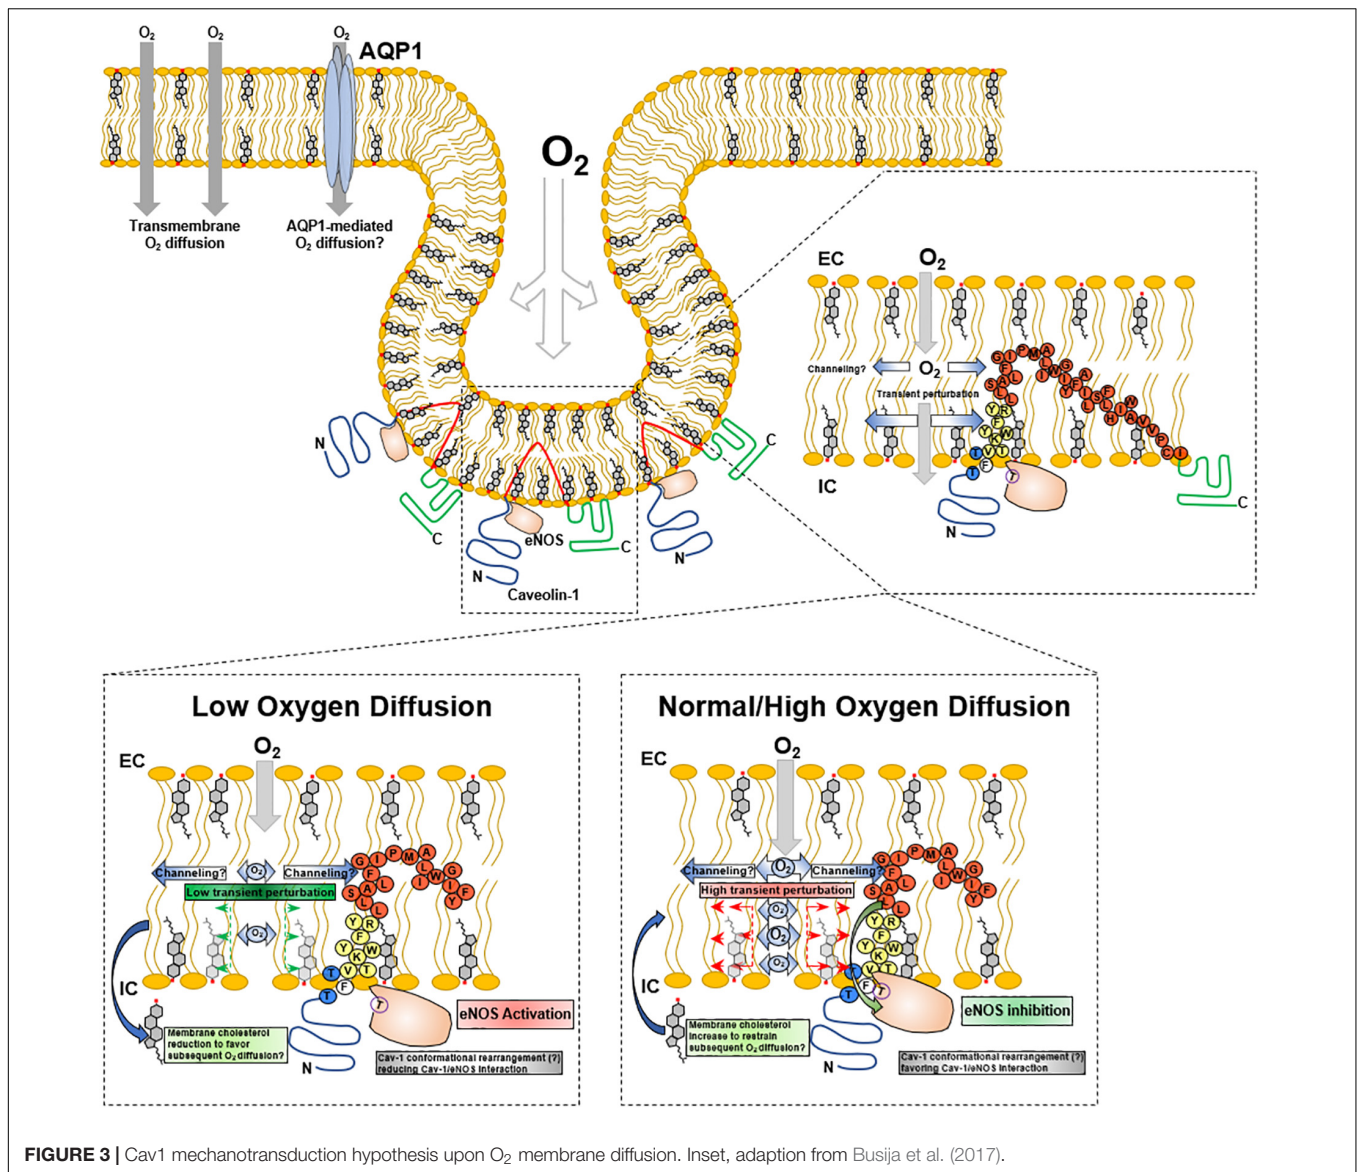 O2
O2
O2
AQP1
O2
Transmembrane
O2 diffusion
AQP1-mediated
O2 diffusion?
EC
O2
Channeling?
O2
Transient perturbation
IC
G I P M A
F L W G
S A L L I I F A
Y I S F
L L I W
H A V
V P
C I
Y R
F
Y W
K
T V T
T F T
N
C
N
C
eNOS
N
C
N
C
Caveolin-1
Low Oxygen Diffusion
EC
O2
Channeling?
O2
Channeling?
Low transient perturbation
O2
G I P M A
F L W G
S A L L I I F
Y
Y R
F
Y W
K
T V T
T F T
IC
eNOS Activation
Membrane cholesterol
reduction to favor
subsequent O2 diffusion?
N
Cav-1 conformational rearrangement (?)
reducing Cav-1/eNOS interaction
Normal/High Oxygen Diffusion
EC
O2
Channeling?
O2
Channeling?
High transient perturbation
O2
O2
O2
G I P M A
F L W G
S A L L I I F
Y
Y R
F
Y W
K
T V T
T F T
IC
eNOS inhibition
Membrane cholesterol
increase to restrain
subsequent O2 diffusion?
N
Cav-1 conformational rearrangement (?)
favoring Cav-1/eNOS interaction
FIGURE 3 | Cav1 mechanotransduction hypothesis upon O2 membrane diffusion. Inset, adaption from Busija et al. (2017).